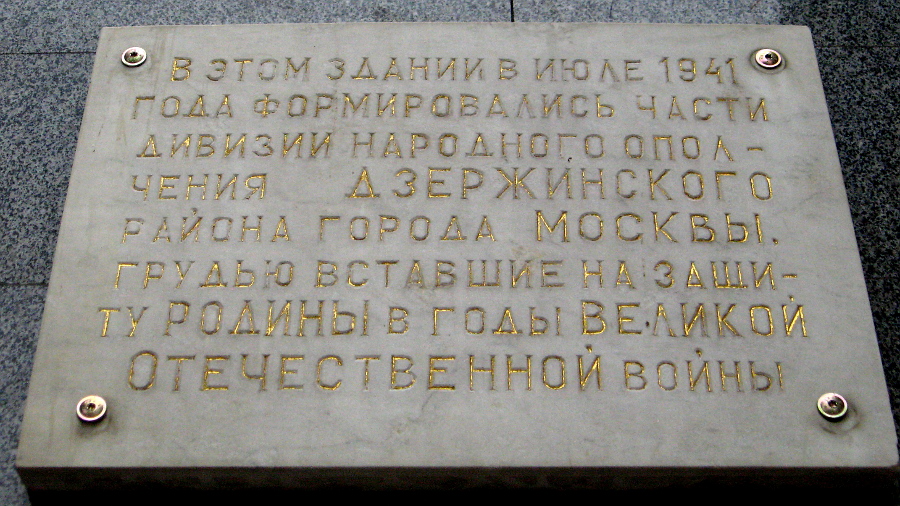 В ЭТОМ ЗДАНИИ В ИЮЛЕ 1941
ГОДА ФОРМИРОВАЛИСЬ ЧАСТИ
ДИВИЗИИ НАРОДНОГО ОПОЛ-
ЧЕНИЯ ДЗЕРЖИНСКОГО
РАЙОНА ГОРОДА МОСКВЫ.
ГРУДЬЮ ВСТАВШИЕ НА ЗАЩИ-
ТУ РОДИНЫ В ГОДЫ ВЕЛИКОЙ
ОТЕЧЕСТВЕННОЙ ВОЙНЫ